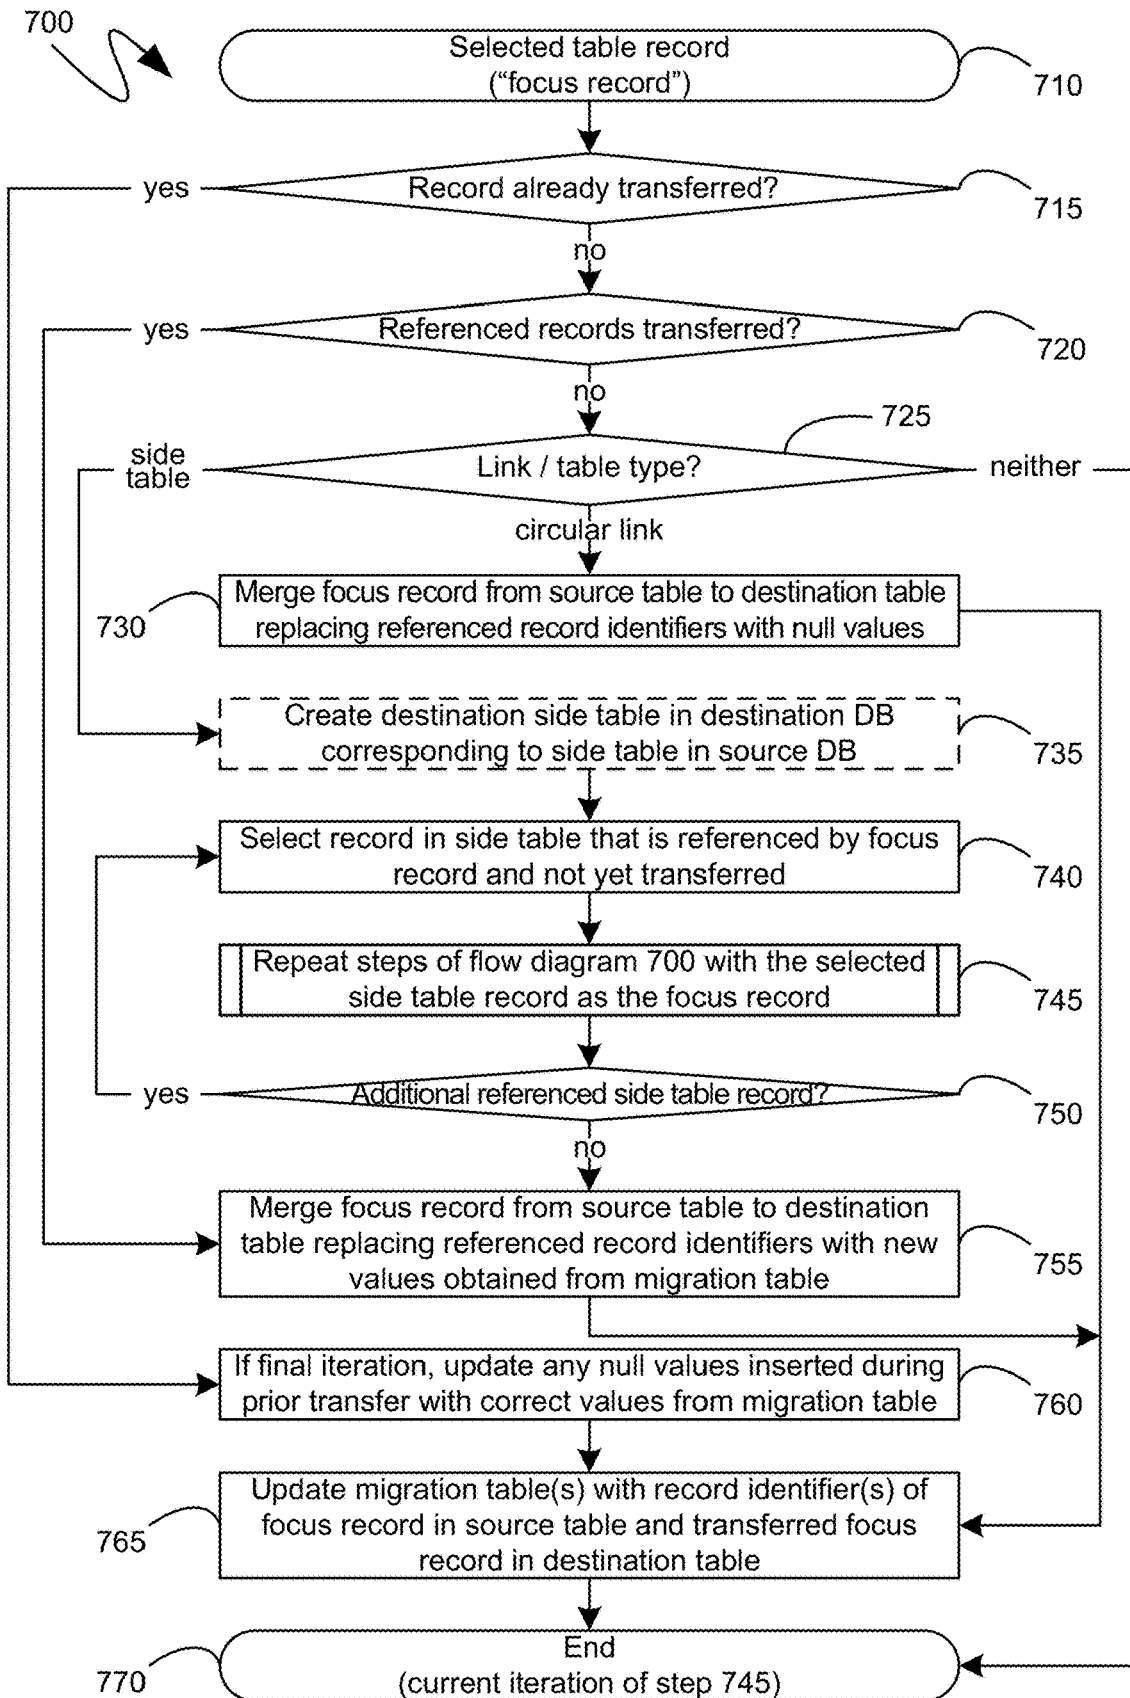 700
Selected table record
(“focus record”)
710
yes
Record already transferred?
715
no
yes
Referenced records transferred?
720
no
725
side
table
Link / table type?
neither
circular link
Merge focus record from source table to destination table
replacing referenced record identifiers with null values
730
Create destination side table in destination DB
corresponding to side table in source DB
735
Select record in side table that is referenced by focus
record and not yet transferred
740
Repeat steps of flow diagram 700 with the selected
side table record as the focus record
745
yes
Additional referenced side table record?
750
no
Merge focus record from source table to destination
table replacing referenced record identifiers with new
values obtained from migration table
755
If final iteration, update any null values inserted during
prior transfer with correct values from migration table
760
Update migration table(s) with record identifier(s) of
focus record in source table and transferred focus
record in destination table
765
End
(current iteration of step 745)
770